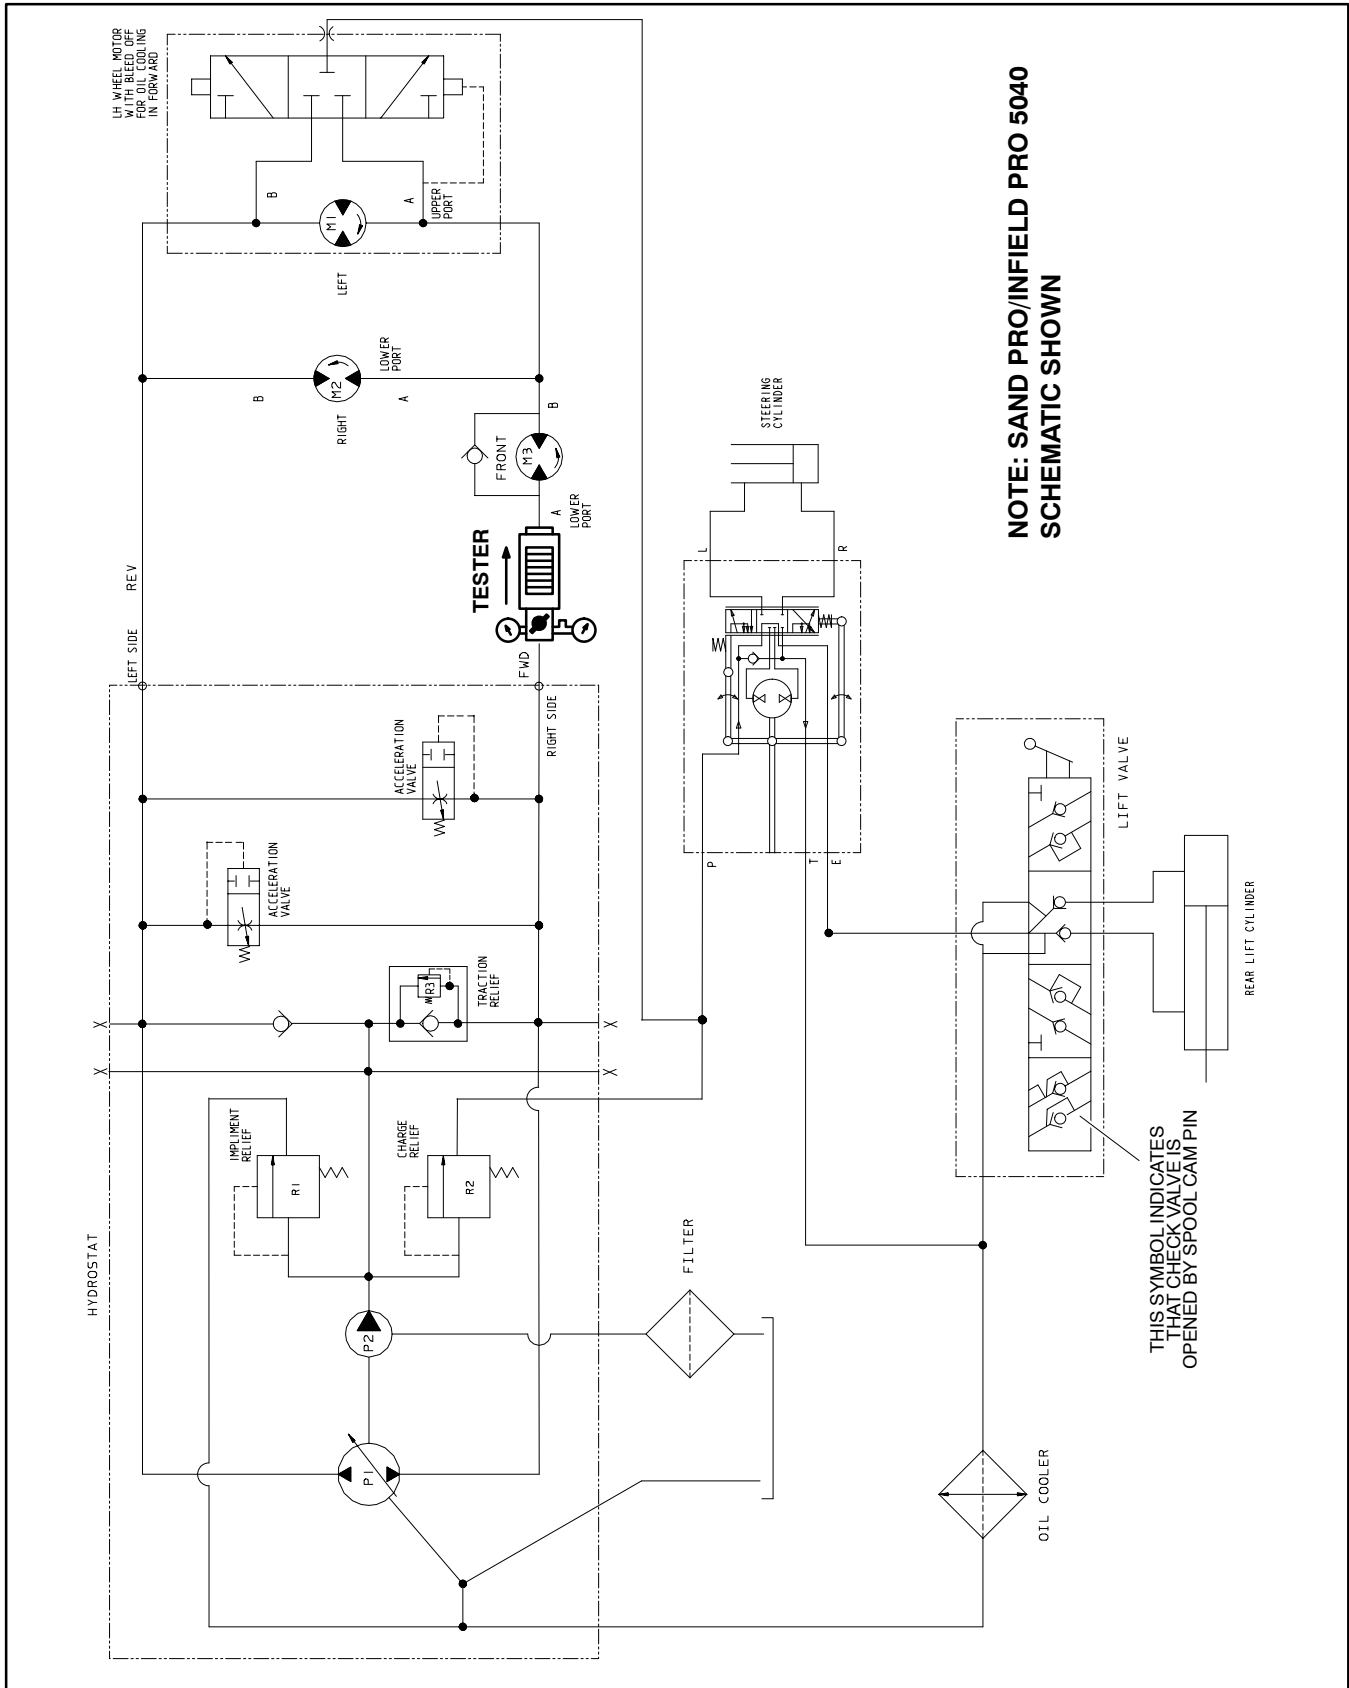 LH WHEEL MOTOR
WITH BLEED OFF
FOR OIL COOLING
IN FORWARD
B
A
UPPER
PORT
M1
LEFT
B
M2
A
LOWER
PORT
RIGHT
B
FRONT
M3
A
LOWER
PORT
TESTER
REV
LEFT SIDE
FWD
RIGHT SIDE
STEERING
CYLINDER
L
R
NOTE: SAND PRO/INFIELD PRO 5040
SCHEMATIC SHOWN
ACCELERATION
VALVE
ACCELERATION
VALVE
P
T
E
LIFT VALVE
REAR LIFT CYLINDER
R3
TRACTION
RELIEF
X
X
X
X
IMPLIMENT
RELIEF
R1
CHARGE
RELIEF
R2
HYDROSTAT
P2
FILTER
P1
THIS SYMBOL INDICATES
THAT CHECK VALVE IS
OPENED BY SPOOL CAM PIN
OIL COOLER